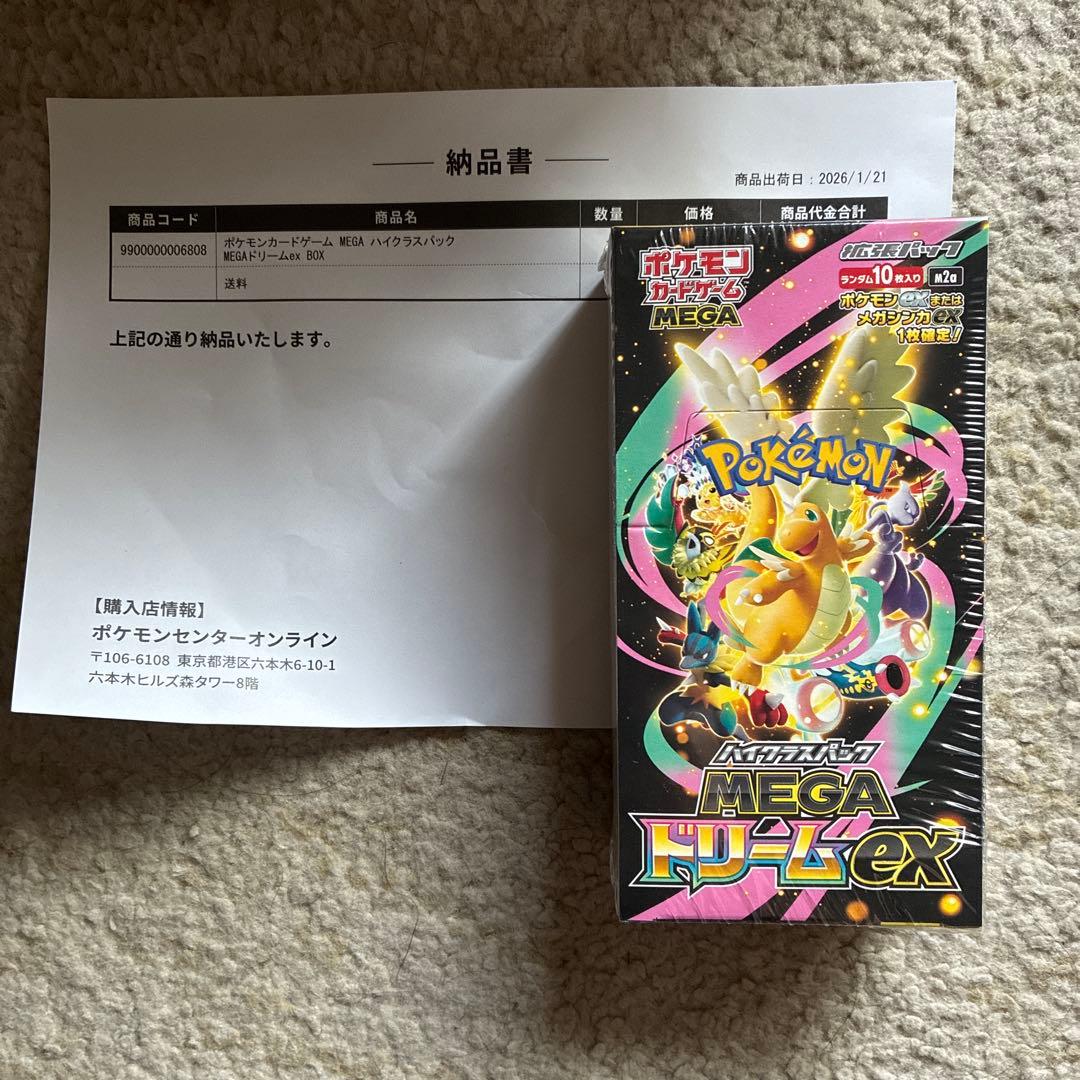 納品書
商品出荷日：2026/1/21
商品コード 商品名 数量 価格 商品代金合計
9900000006808 ポケモンカードゲーム MEGA ハイクラスパック
MEGAドリームex BOX
送料
上記の通り納品いたします。
【購入店情報】
ポケモンセンターオンライン
〒106-6108 東京都港区六本木6-10-1
六本木ヒルズ森タワー8階
ポケモン
カードゲーム
MEGA
拡張パック
ランダム10枚入り M2a
ポケモンexまたは
メガシンカex
1枚確定!
POKéMON
ハイクラスパック
MEGA
ドリームex